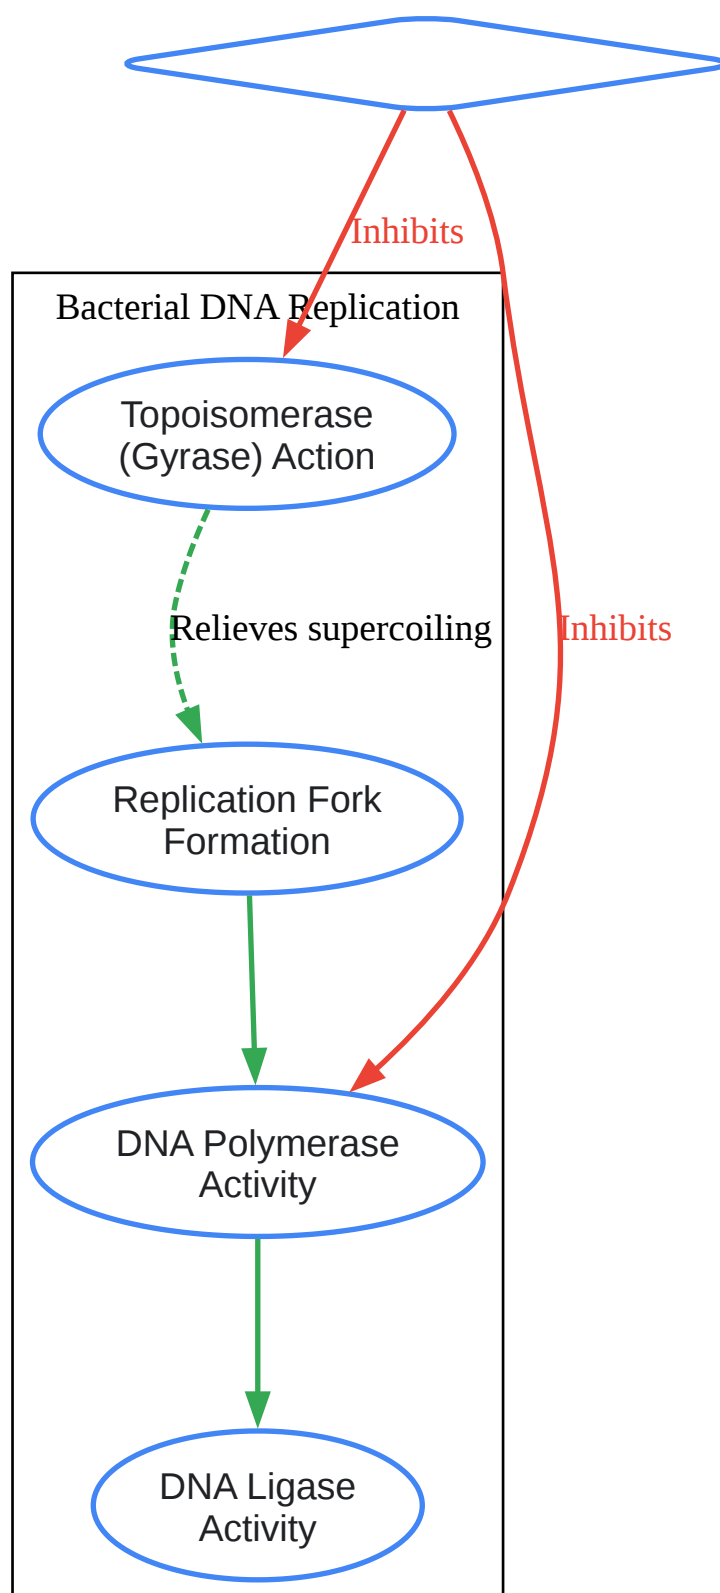 Inhibits
Bacterial DNA Replication
Topoisomerase
(Gyrase) Action
Relieves supercoiling
Inhibits
Replication Fork
Formation
DNA Polymerase
Activity
DNA Ligase
Activity